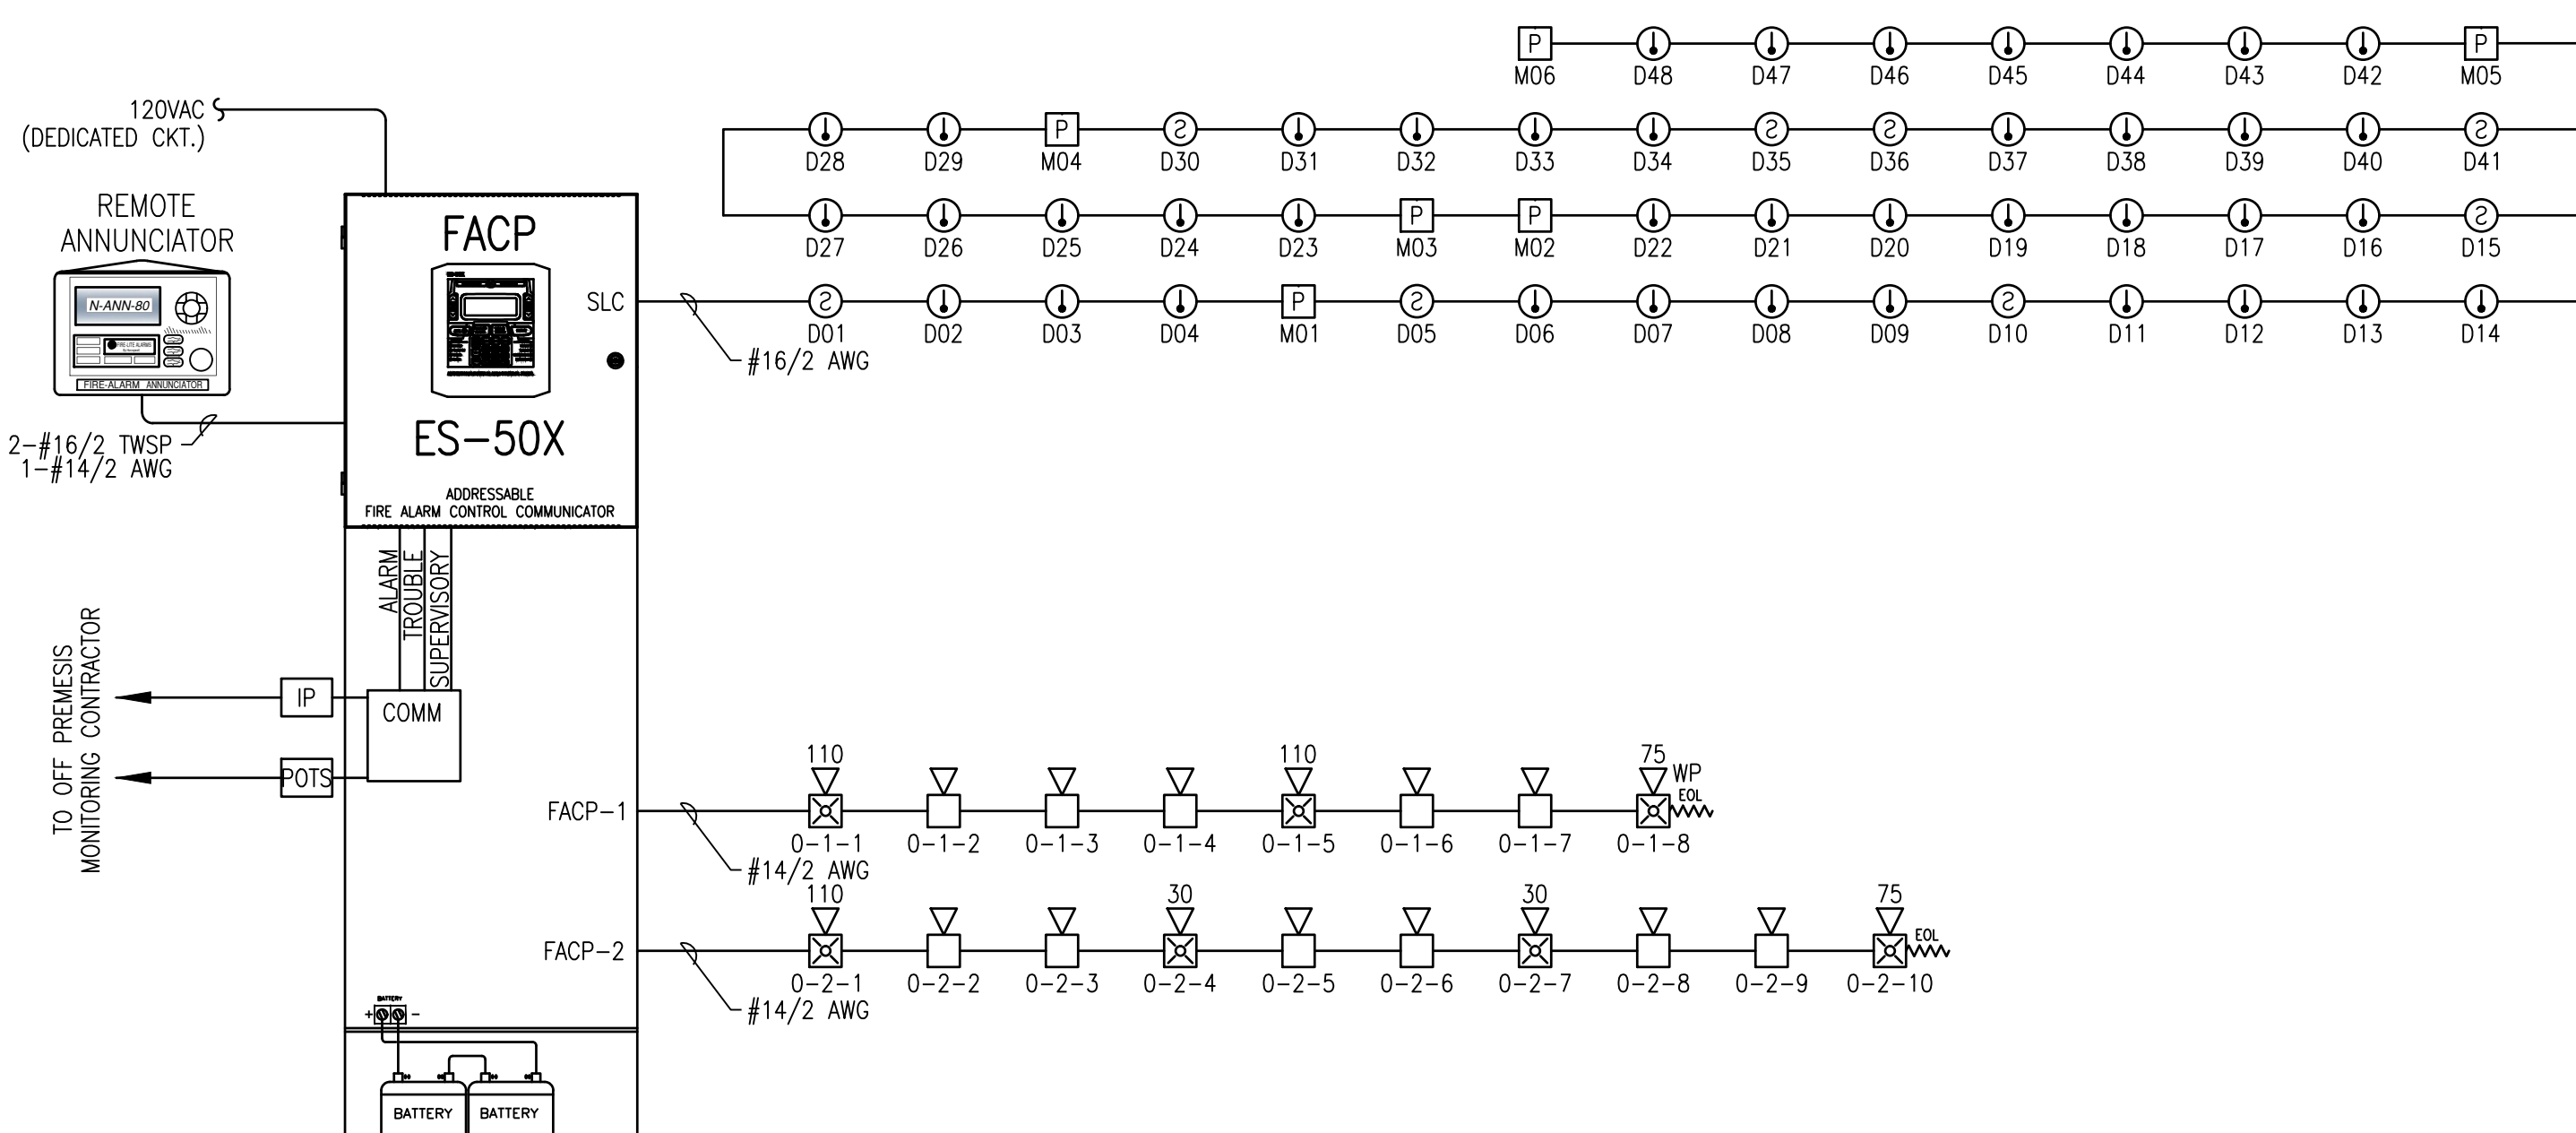 P P
M06 D48 D47 D46 D45 D44 D43 D42 M05
120VAC
(DEDICATED CKT.)
P S S S S
D28 D29 M04 D30 D31 D32 D33 D34 D35 D36 D37 D38 D39 D40 D41
REMOTE
ANNUNCIATOR
P P S
D27 D26 D25 D24 D23 M03 M02 D22 D21 D20 D19 D18 D17 D16 D15
N-ANN-80
FIRE-LITE ALARMS
FIRE-ALARM ANNUNCIATOR
2-#16/2 TWSP
1-#14/2 AWG
FACP
SLC
S P S S
D01 D02 D03 D04 M01 D05 D06 D07 D08 D09 D10 D11 D12 D13 D14
#16/2 AWG
ES-50X
ADDRESSABLE
FIRE ALARM CONTROL COMMUNICATOR
ALARM
TROUBLE
SUPERVISORY
TO OFF PREMESIS
MONITORING CONTRACTOR
IP
POTS
COMM
110 110 75
WP
EOL
FACP-1
0-1-1 0-1-2 0-1-3 0-1-4 0-1-5 0-1-6 0-1-7 0-1-8
#14/2 AWG
110 30 30 75
EOL
FACP-2
0-2-1 0-2-2 0-2-3 0-2-4 0-2-5 0-2-6 0-2-7 0-2-8 0-2-9 0-2-10
#14/2 AWG
BATTERY
+ -
BATTERY BATTERY